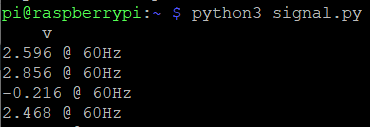 pi@raspberrypi:~ $ python3 signal.py
v
2.596 @ 60Hz
2.856 @ 60Hz
-0.216 @ 60Hz
2.468 @ 60Hz